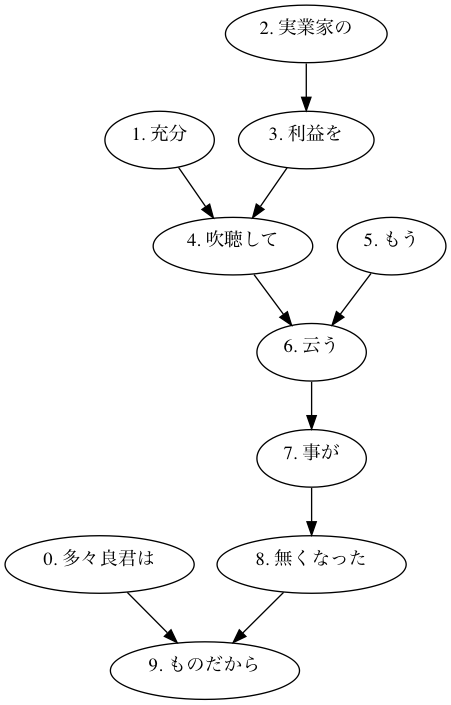 2. 実業家の
1. 充分
3. 利益を
4. 吹聴して
5. もう
6. 云う
7. 事が
0. 多々良君は
8. 無くなった
9. ものだから